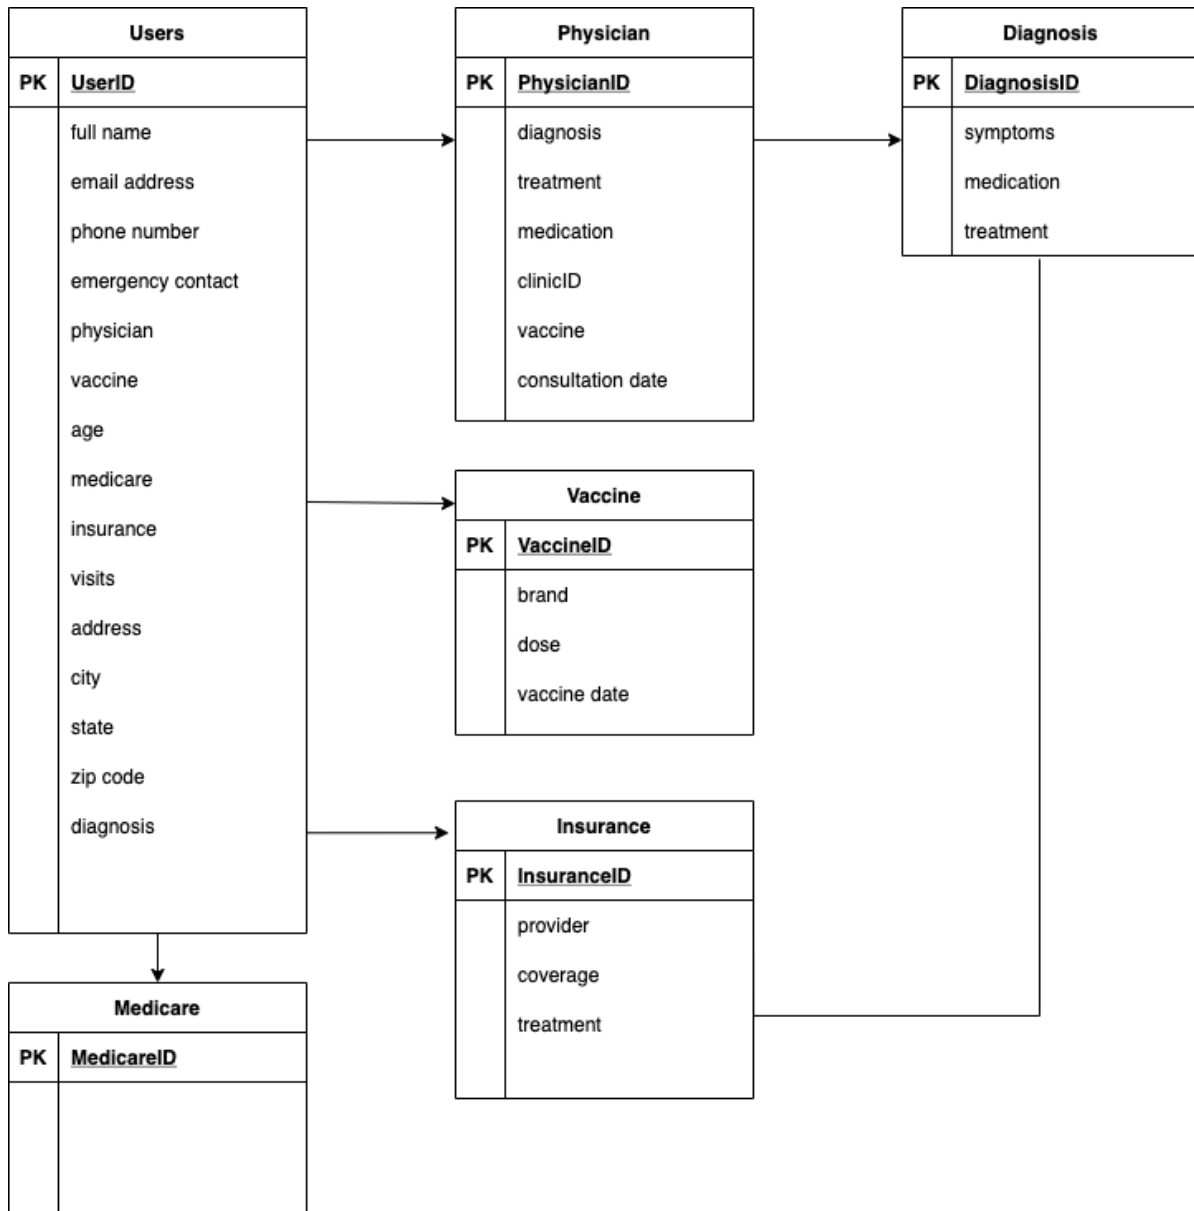 Users
PK UserID
full name
email address
phone number
emergency contact
physician
vaccine
age
medicare
insurance
visits
address
city
state
zip code
diagnosis
Physician
PK PhysicianID
diagnosis
treatment
medication
clinicID
vaccine
consultation date
Diagnosis
PK DiagnosisID
symptoms
medication
treatment
Vaccine
PK VaccineID
brand
dose
vaccine date
Insurance
PK InsuranceID
provider
coverage
treatment
Medicare
PK MedicareID